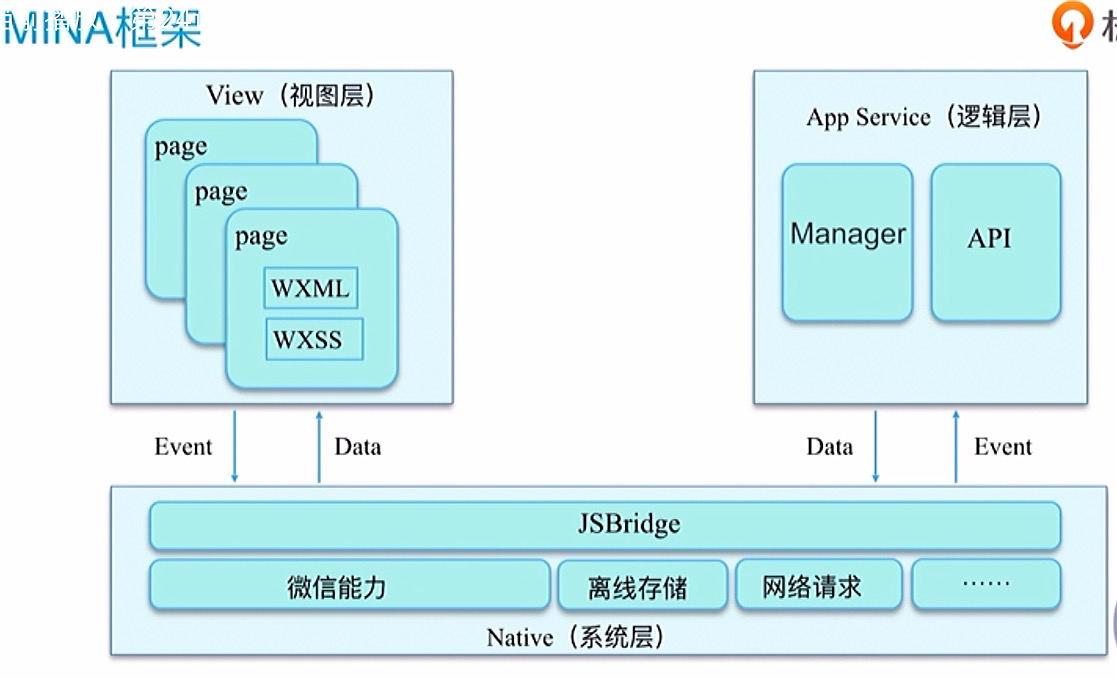 MINA框架
View（视图层）
page
page
page
WXML
WXSS
App Service（逻辑层）
Manager
API
Event
Data
Data
Event
JSBridge
微信能力
离线存储
网络请求
……
Native（系统层）